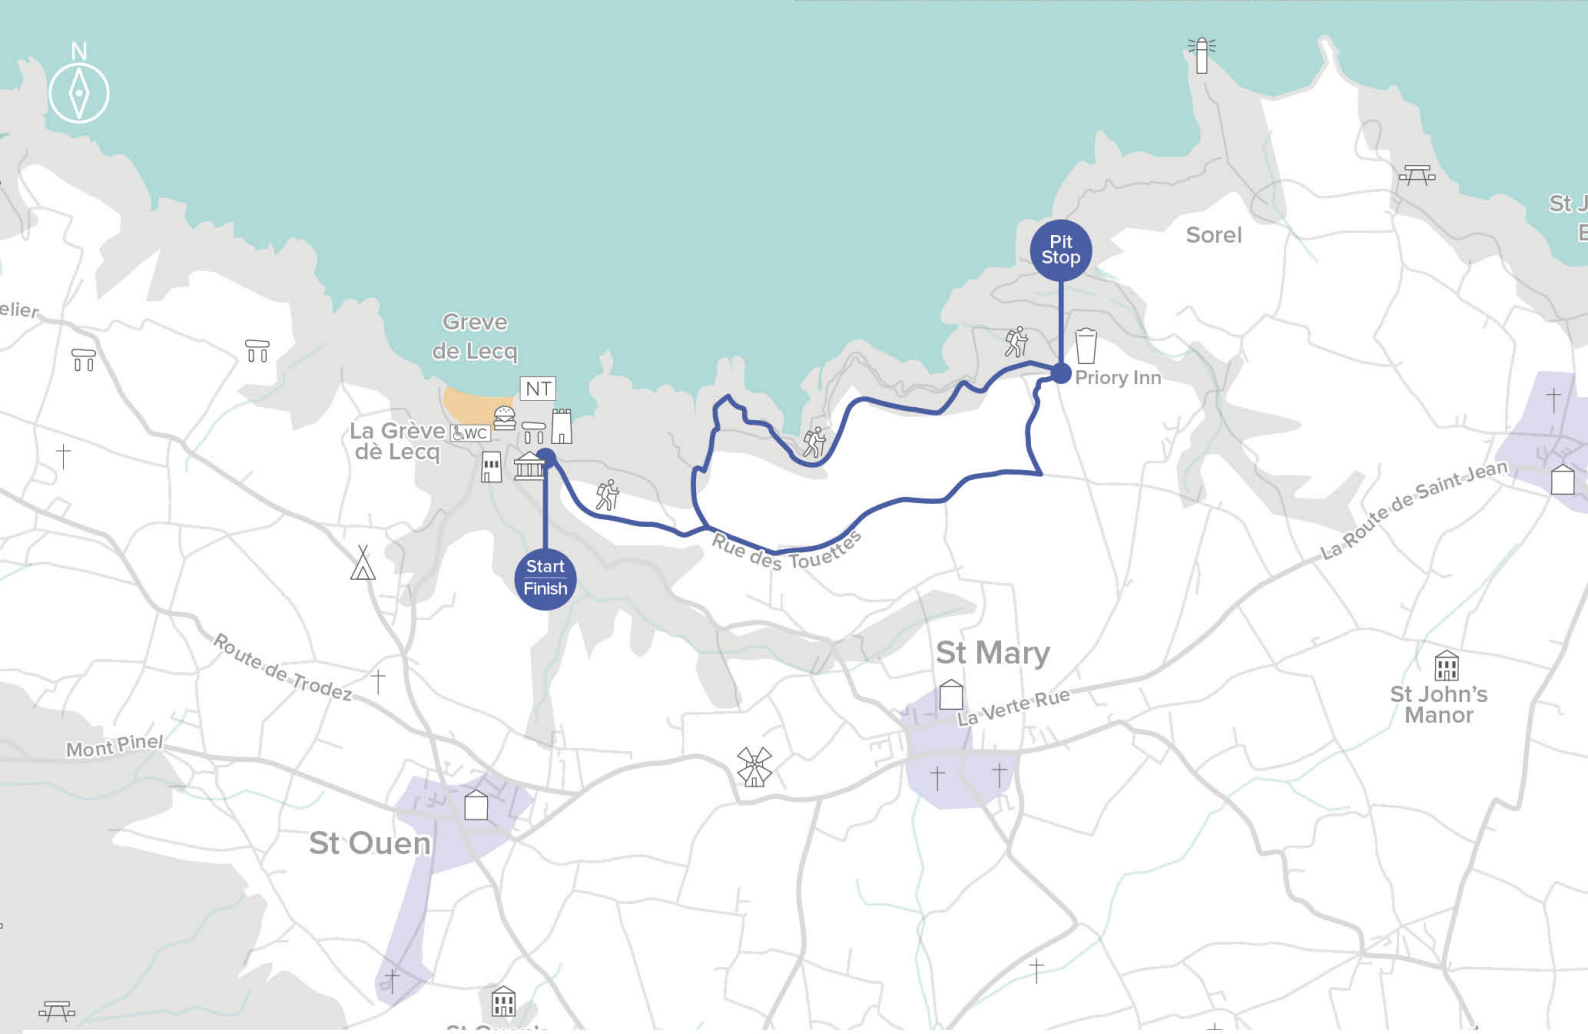 N
St J
E
Sorel
Pit
Stop
elier
Greve
de Lecq
NT
Priory Inn
La Grève
dè Lecq
WC
La Route de Saint Jean
Rue des Touettes
Start
Finish
St Mary
La Verte Rue
Route de Trodez
St John's
Manor
Mont Pinel
St Ouen
St Ouen's